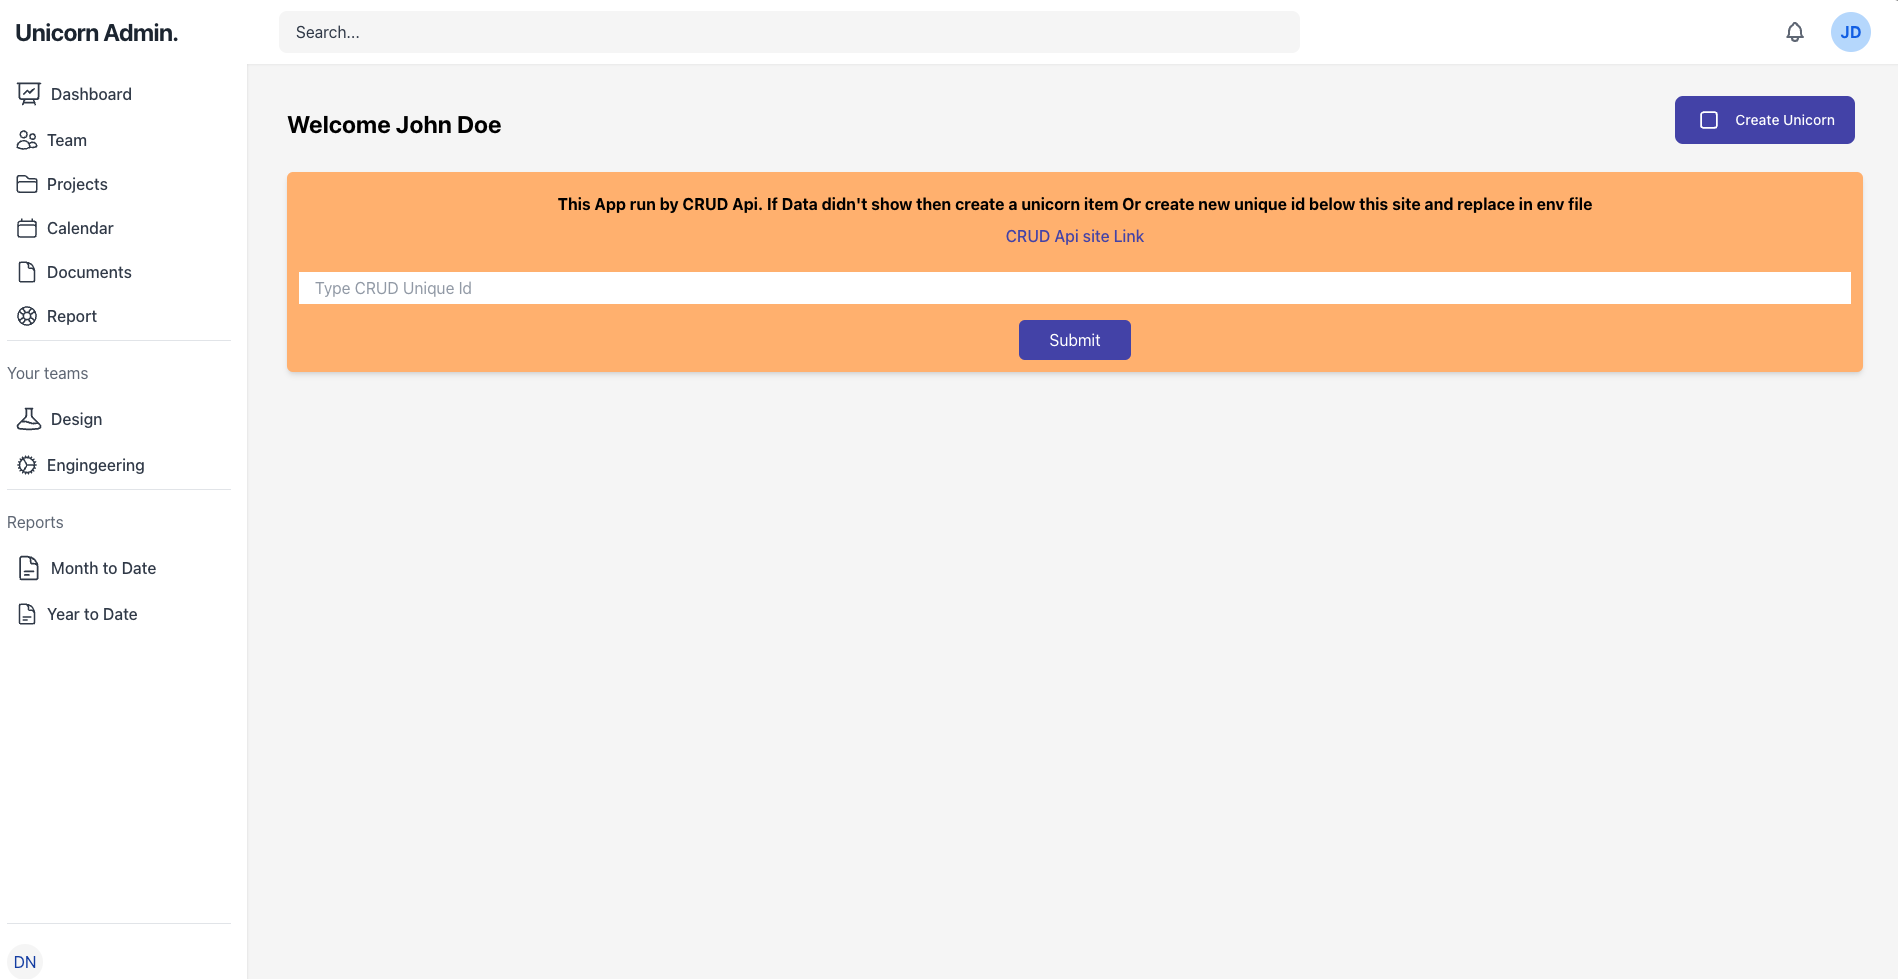 Unicorn Admin.
Search...
JD
Dashboard
Team
Projects
Calendar
Documents
Report
Your teams
Design
Engingeering
Reports
Month to Date
Year to Date
DN
Welcome John Doe
Create Unicorn
This App run by CRUD Api. If Data didn't show then create a unicorn item Or create new unique id below this site and replace in env file
CRUD Api site Link
Type CRUD Unique Id
Submit